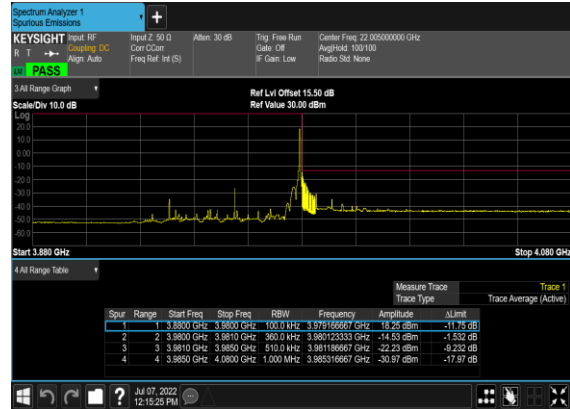 Spectrum Analyzer 1
Spurious Emissions
KEYSIGHT Input: RF Input Z: 50 Ω Atten: 30 dB Trig: Free Run Center Freq: 22.005000000 GHz
R T Coupling: DC Corr CCorr Gate: Off Avg|Hold: 100/100
Align: Auto Freq Ref: Int (S) IF Gain: Low Radio Std: None
PASS
3 All Range Graph
Ref Lvl Offset 15.50 dB
Scale/Div 10.0 dB Ref Value 30.00 dBm
Log
20.0
10.0
0.00
-10.0
-20.0
-30.0
-40.0
-50.0
-60.0
Start 3.880 GHz Stop 4.080 GHz
4 All Range Table
Measure Trace Trace 1
Trace Type Trace Average (Active)
Spur Range Start Freq Stop Freq RBW Frequency Amplitude ΔLimit
1 1 3.8800 GHz 3.9800 GHz 100.0 kHz 3.979166667 GHz 18.25 dBm -11.75 dB
2 2 3.9800 GHz 3.9810 GHz 360.0 kHz 3.980123333 GHz -14.53 dBm -1.532 dB
3 3 3.9810 GHz 3.9850 GHz 510.0 kHz 3.981186667 GHz -22.23 dBm -9.232 dB
4 4 3.9850 GHz 4.0800 GHz 1.000 MHz 3.985316667 GHz -30.97 dBm -17.97 dB
Jul 07, 2022
12:15:25 PM